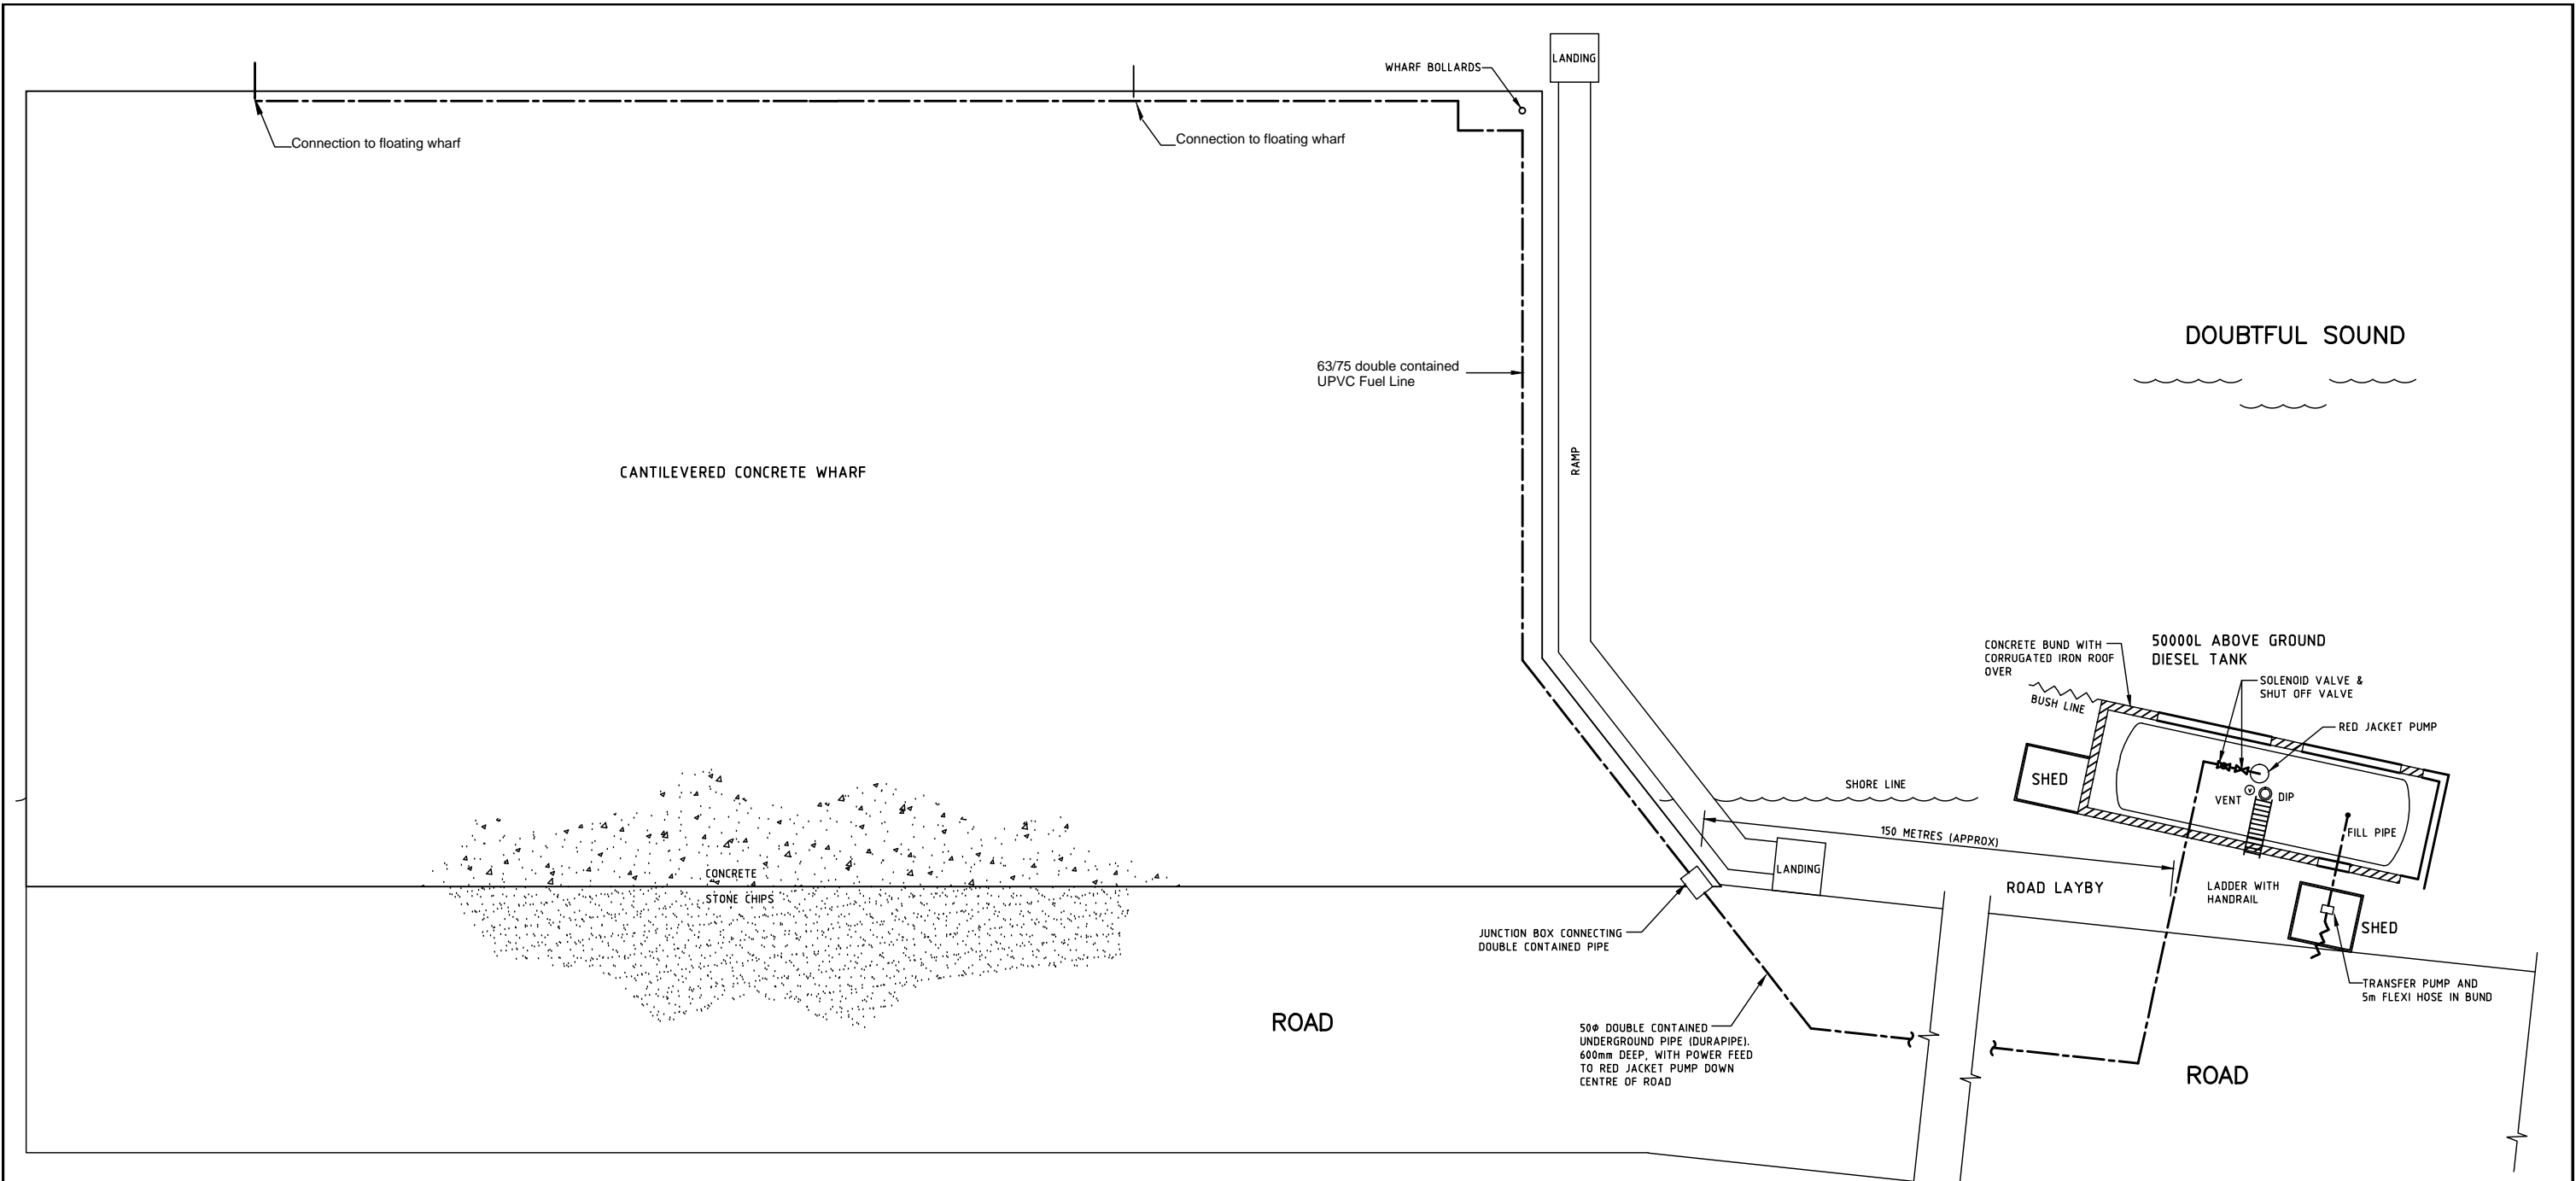 LANDING
WHARF BOLLARDS
Connection to floating wharf
Connection to floating wharf
DOUBTFUL SOUND
63/75 double contained
UPVC Fuel Line
CANTILEVERED CONCRETE WHARF
RAMP
CONCRETE BUND WITH
CORRUGATED IRON ROOF
OVER
50000L ABOVE GROUND
DIESEL TANK
SOLENOID VALVE &
SHUT OFF VALVE
BUSH LINE
RED JACKET PUMP
SHED
SHORE LINE
VENT
V
DIP
FILL PIPE
150 METRES (APPROX)
LANDING
CONCRETE
STONE CHIPS
ROAD LAYBY
LADDER WITH
HANDRAIL
SHED
JUNCTION BOX CONNECTING
DOUBLE CONTAINED PIPE
TRANSFER PUMP AND
5m FLEXI HOSE IN BUND
ROAD
50ø DOUBLE CONTAINED
UNDERGROUND PIPE (DURAPIPE).
600mm DEEP, WITH POWER FEED
TO RED JACKET PUMP DOWN
CENTRE OF ROAD
ROAD